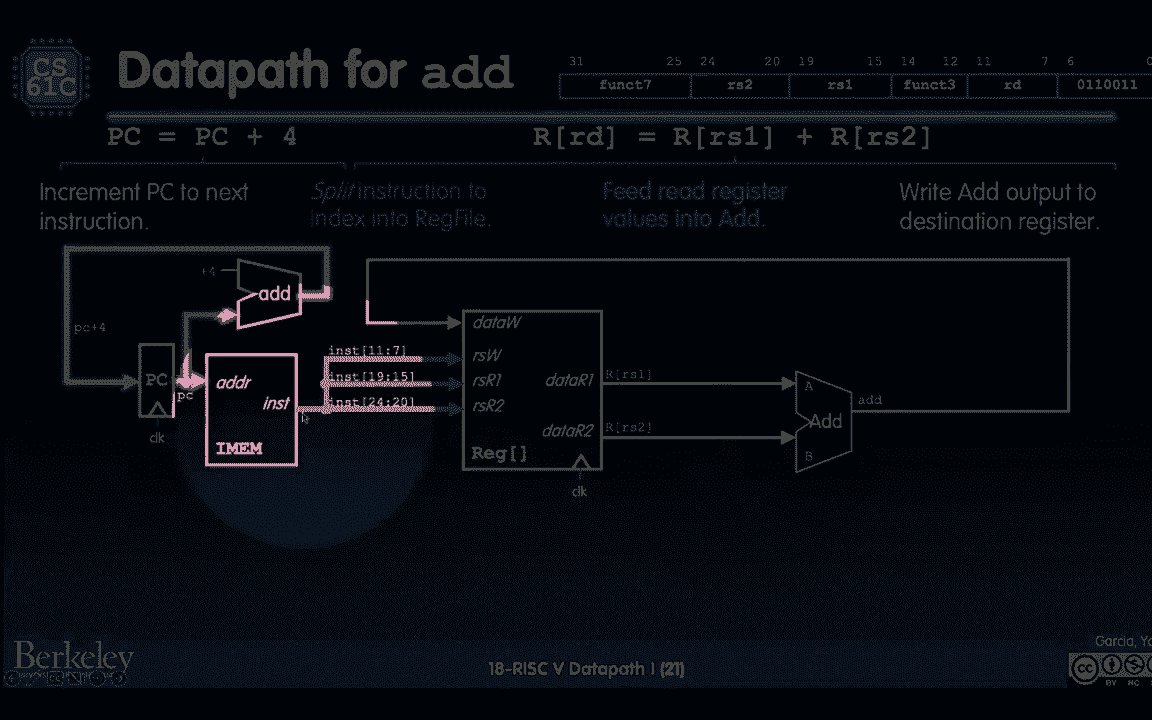 CS
61C
Datapath for add
31 25 24 20 19 15 14 12 11 7 6 0
funct7 rs2 rs1 funct3 rd 0110011
PC = PC + 4
R[rd] = R[rs1] + R[rs2]
Increment PC to next
instruction.
Split instruction to
index into RegFile.
Feed read register
values into Add.
Write Add output to
destination register.
+4
add
pc+4
PC
pc
clk
addr
inst
IMEM
inst[11:7]
inst[19:15]
inst[24:20]
dataW
rsW
rsR1
rsR2
dataR1
dataR2
Reg[]
clk
R[rs1]
R[rs2]
A
Add
B
add
Berkeley
18-RISC V Datapath I (21)
Garcia, Yo
cc
BY NC